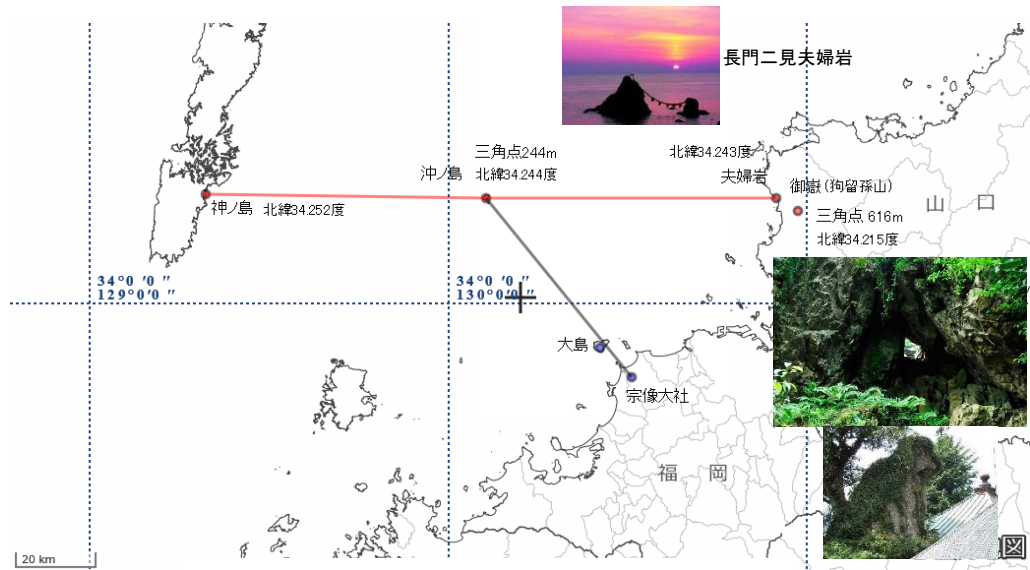 長門二見夫婦岩
三角点244m
沖ノ島 北緯34.244度
北緯34.243度
夫婦岩
御嶽(拘留孫山)
三角点 616m
北緯34.215度
山 口
神ノ島 北緯34.252度
34°0 ′0 ″
129°0′0 ″
34°0 ′0 ″
130°0′0 ″
大島
宗像大社
福 岡
20 km
図